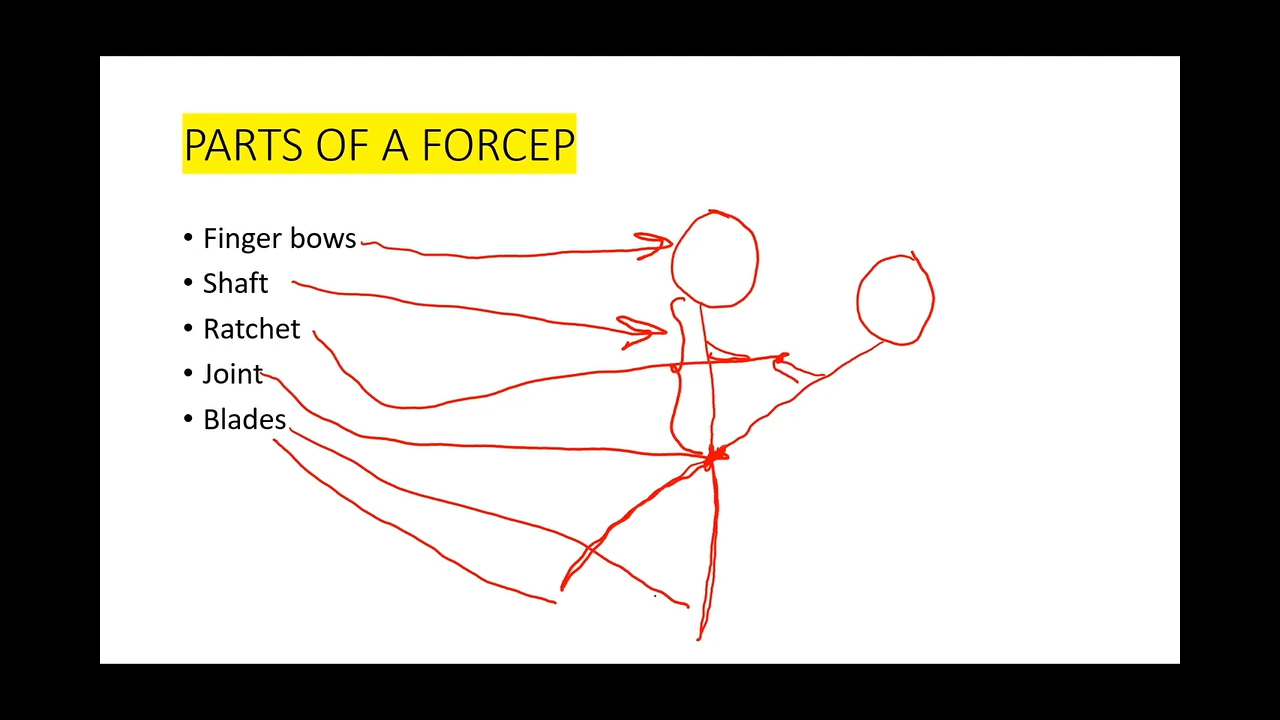 PARTS OF A FORCEP
• Finger bows
• Shaft
• Ratchet
• Joint
• Blades